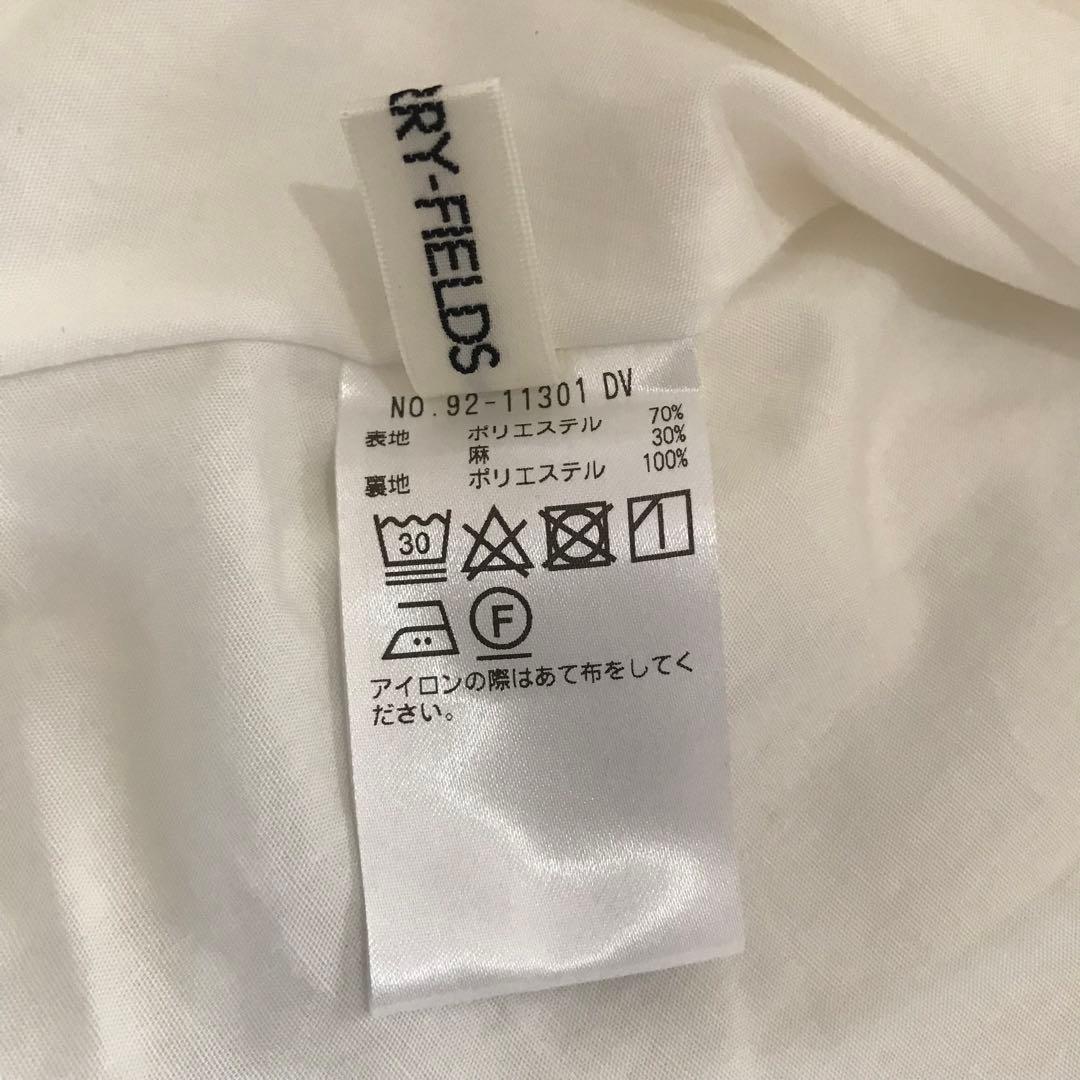 RY-FIELDS
NO.92-11301 DV
表地 ポリエステル 70%
麻 30%
裏地 ポリエステル 100%
30
F
アイロンの際はあて布をしてく
ださい。